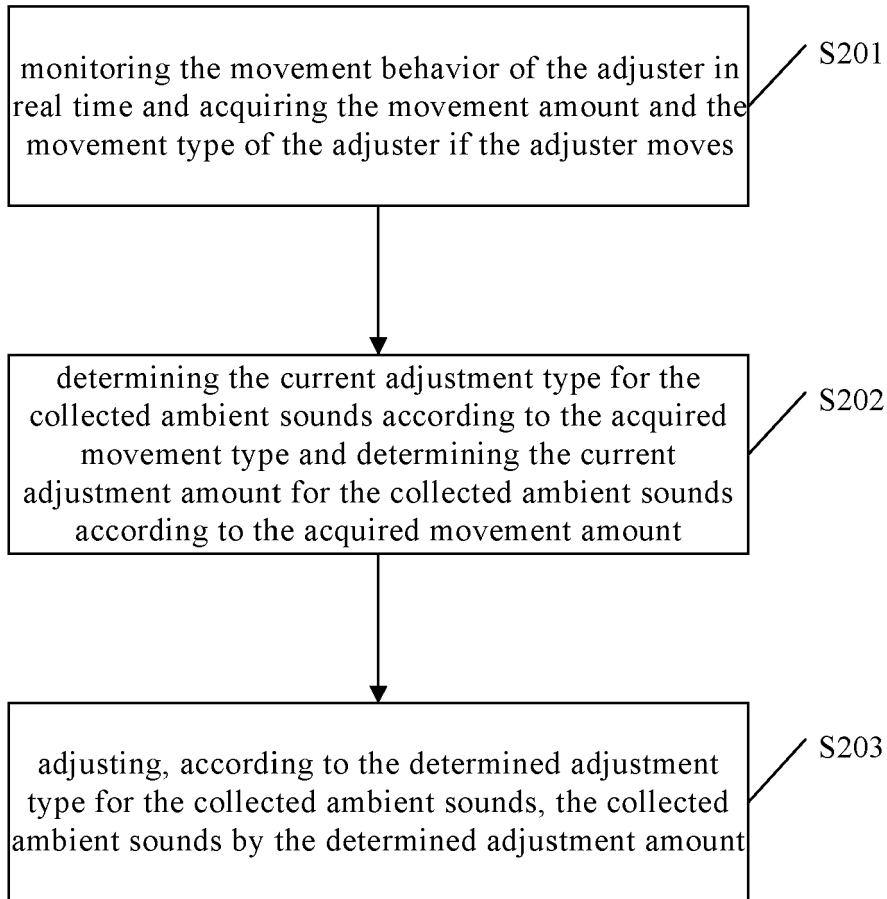 monitoring the movement behavior of the adjuster in
real time and acquiring the movement amount and the
movement type of the adjuster if the adjuster moves
S201
determining the current adjustment type for the
collected ambient sounds according to the acquired
movement type and determining the current
adjustment amount for the collected ambient sounds
according to the acquired movement amount
S202
adjusting, according to the determined adjustment
type for the collected ambient sounds, the collected
ambient sounds by the determined adjustment amount
S203